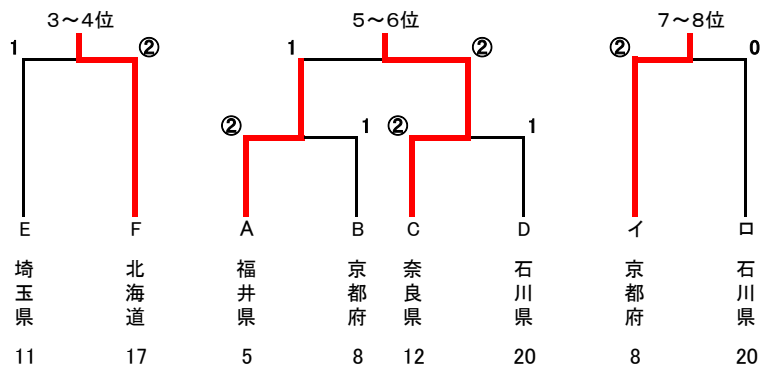 3～4位 5～6位 7～8位
1 ② 1 ② ② 0
② 1 ② 1
E F A B C D イ ロ
埼玉県 北海道 福井県 京都府 奈良県 石川県 京都府 石川県
11 17 5 8 12 20 8 20